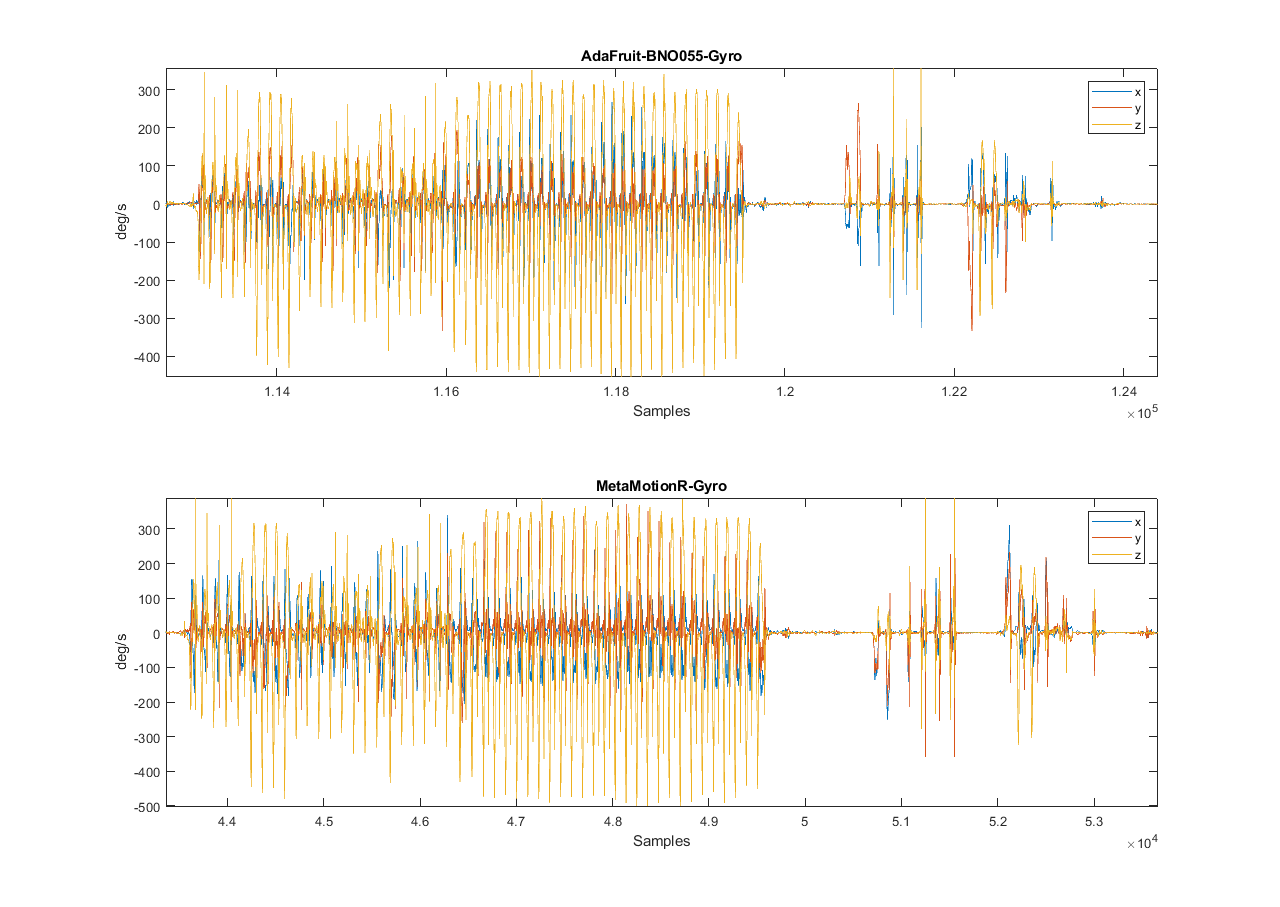 AdaFruit-BNO055-Gyro
300
200
100
0
-100
-200
-300
-400
deg/s
x
y
z
1.14
1.16
1.18
1.2
1.22
1.24
Samples
×10^5
MetaMotionR-Gyro
300
200
100
0
-100
-200
-300
-400
-500
deg/s
x
y
z
4.4
4.5
4.6
4.7
4.8
4.9
5
5.1
5.2
5.3
Samples
×10^4